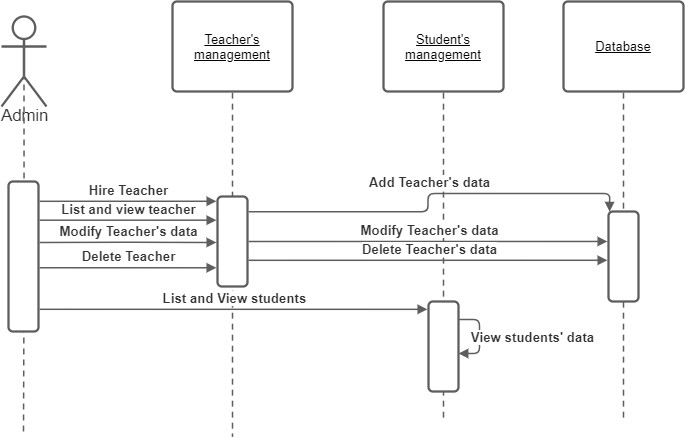 Teacher's
management
Student's
management
Database
Admin
Hire Teacher
Add Teacher's data
List and view teacher
Modify Teacher's data
Modify Teacher's data
Delete Teacher
Delete Teacher's data
List and View students
View students' data